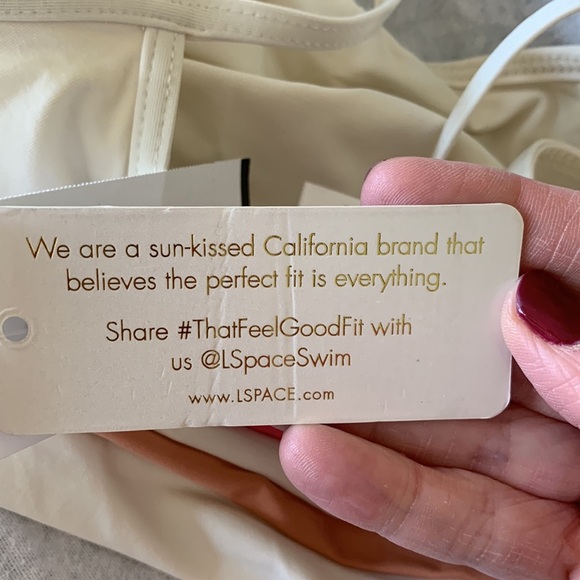 We are a sun-kissed California brand that
believes the perfect fit is everything.
Share #ThatFeelGoodFit with
us @LSpaceSwim
www.LSPACE.com